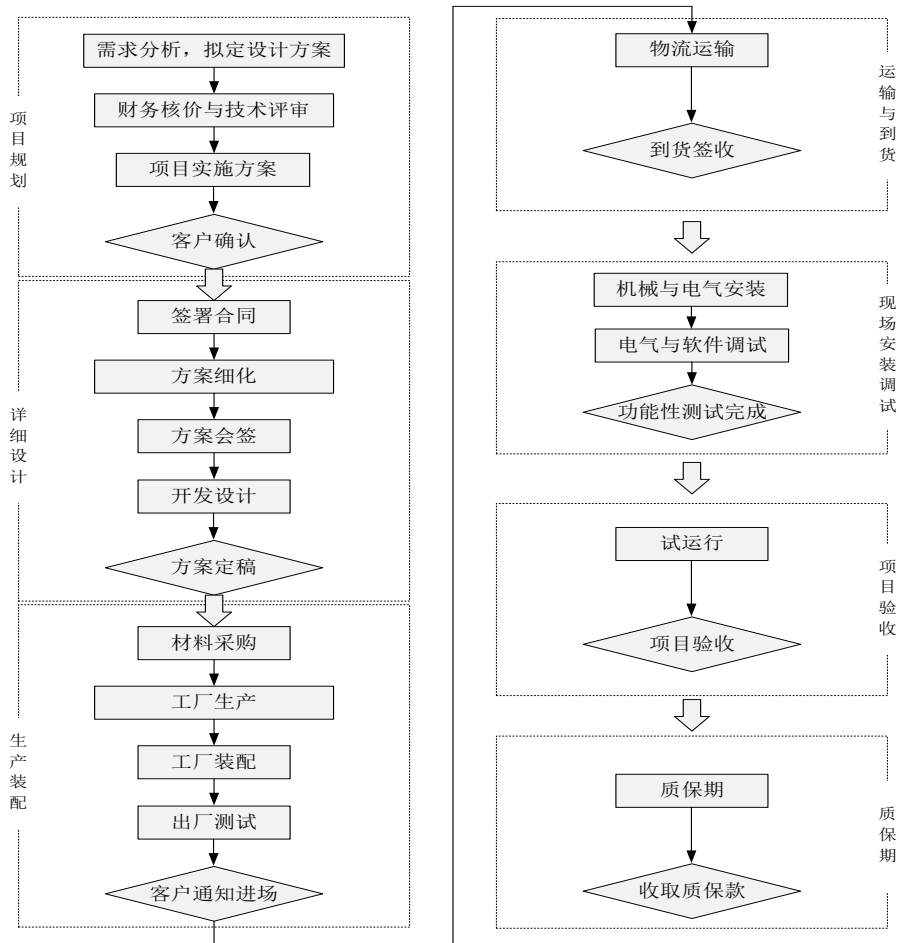 项目规划
需求分析，拟定设计方案
财务核价与技术评审
项目实施方案
客户确认
详细设计
签署合同
方案细化
方案会签
开发设计
方案定稿
生产装配
材料采购
工厂生产
工厂装配
出厂测试
客户通知进场
运输与到货
物流运输
到货签收
现场安装调试
机械与电气安装
电气与软件调试
功能性测试完成
项目验收
试运行
项目验收
质保期
质保期
收取质保款